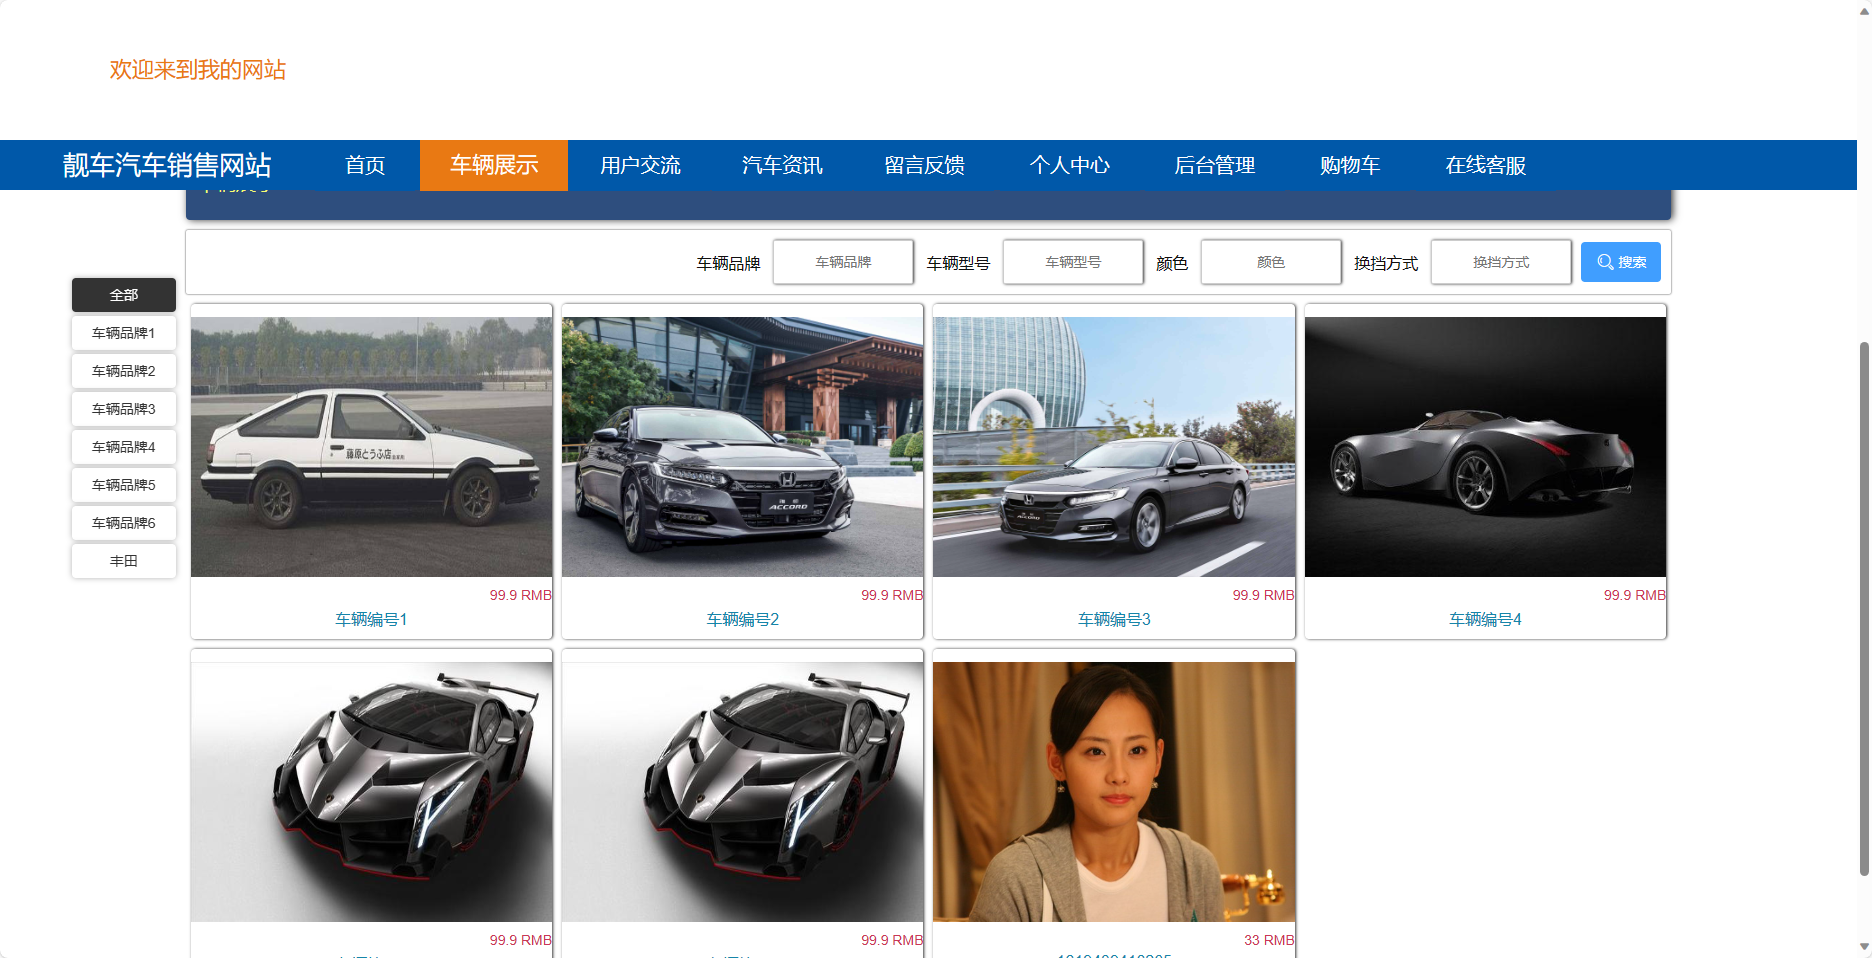 欢迎来到我的网站
靓车汽车销售网站 首页 车辆展示 用户交流 汽车资讯 留言反馈 个人中心 后台管理 购物车 在线客服
车辆品牌 车辆品牌 车辆型号 车辆型号 颜色 颜色 换挡方式 换挡方式 搜索
全部
车辆品牌1
车辆品牌2
车辆品牌3
车辆品牌4
车辆品牌5
车辆品牌6
丰田
藤原とうふ店
ACCORD
ACCORD
99.9 RMB 99.9 RMB 99.9 RMB 99.9 RMB
车辆编号1 车辆编号2 车辆编号3 车辆编号4
99.9 RMB 99.9 RMB 33 RMB